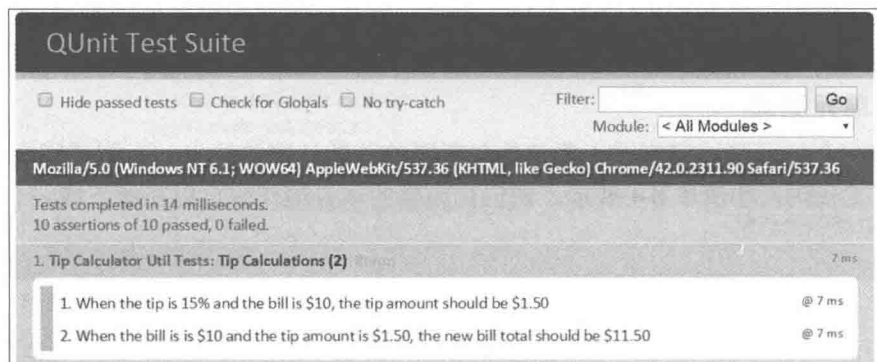 QUnit Test Suite
Hide passed tests Check for Globals No try-catch Filter: Go
Module: < All Modules >
Mozilla/5.0 (Windows NT 6.1; WOW64) AppleWebKit/537.36 (KHTML, like Gecko) Chrome/42.0.2311.90 Safari/537.36
Tests completed in 14 milliseconds.
10 assertions of 10 passed, 0 failed.
1. Tip Calculator Util Tests: Tip Calculations (2) Rerun 7 ms
1. When the tip is 15% and the bill is $10, the tip amount should be $1.50 @ 7 ms
2. When the bill is is $10 and the tip amount is $1.50, the new bill total should be $11.50 @ 7 ms